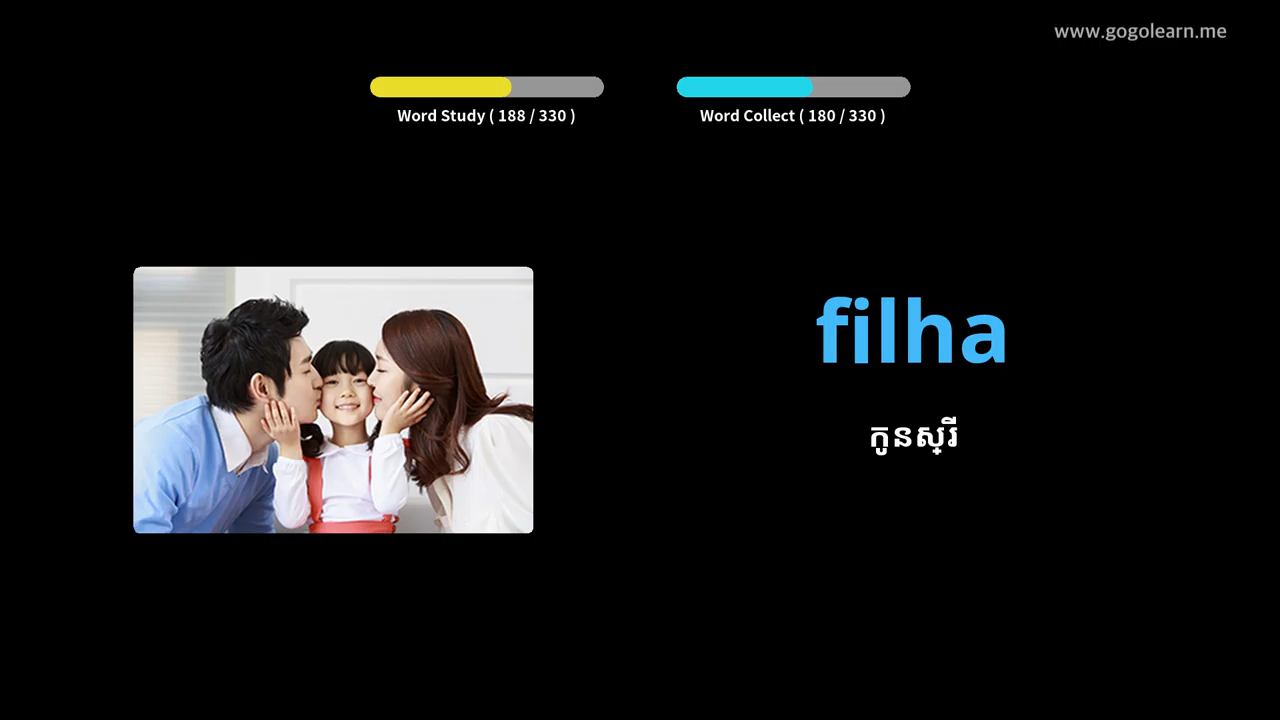 www.gogolearn.me
Word Study ( 188 / 330 )
Word Collect ( 180 / 330 )
filha
កូនស្រី